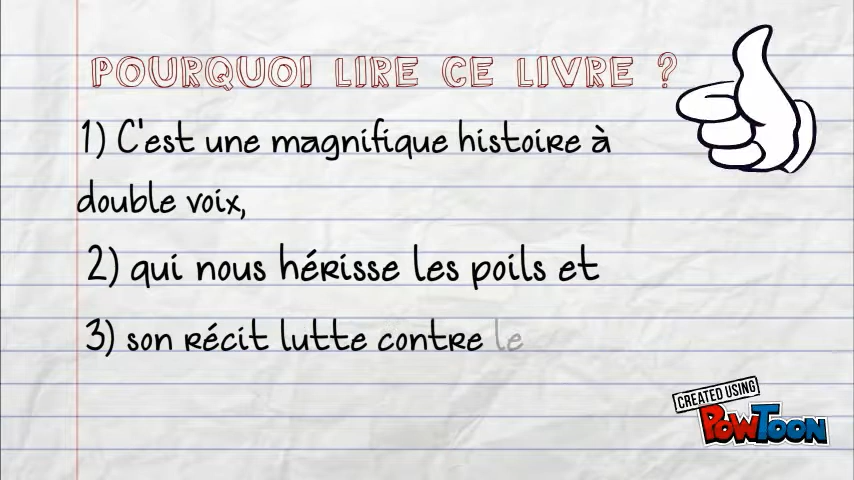 POURQUOI LIRE CE LIVRE ?
1) C'est une magnifique histoire à
double voix,
2) qui nous hérisse les poils et
3) son récit lutte contre le
CREATED USING
POWTOON